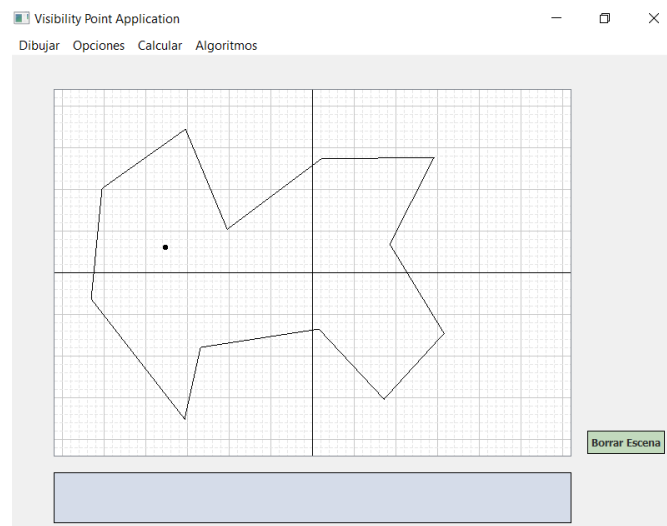 Visibility Point Application
Dibujar Opciones Calcular Algoritmos
Borrar Escena